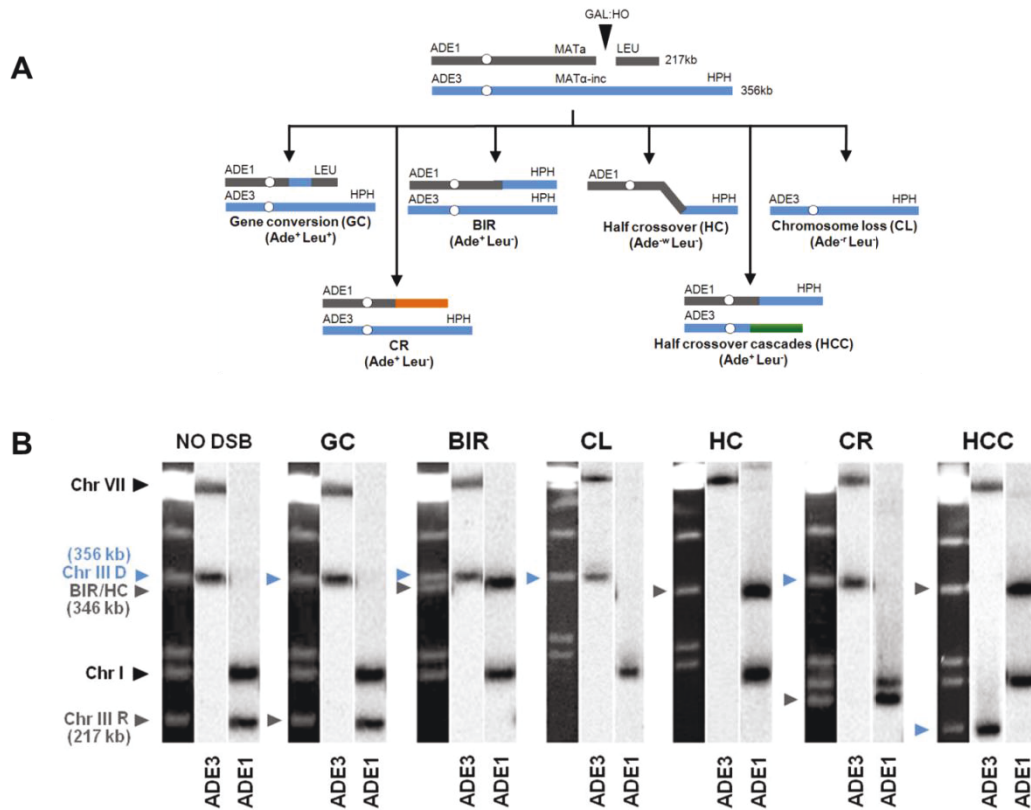 A
GAL:HO
ADE1 MATa LEU 217kb
ADE3 MATα-inc HPH 356kb
ADE1 LEU
ADE3 HPH
Gene conversion (GC)
(Ade⁺ Leu⁺)
ADE1 HPH
ADE3 HPH
BIR
(Ade⁺ Leu⁻)
ADE1
HPH
Half crossover (HC)
(Ade⁻ʷ Leu⁻)
ADE3 HPH
Chromosome loss (CL)
(Ade⁻ʳ Leu⁻)
ADE1
ADE3 HPH
CR
(Ade⁺ Leu⁻)
ADE1 HPH
ADE3
Half crossover cascades (HCC)
(Ade⁺ Leu⁻)
B
NO DSB GC BIR CL HC CR HCC
Chr VII
(356 kb)
Chr III D
BIR/HC
(346 kb)
Chr I
Chr III R
(217 kb)
ADE3 ADE1 ADE3 ADE1 ADE3 ADE1 ADE3 ADE1 ADE3 ADE1 ADE3 ADE1 ADE3 ADE1